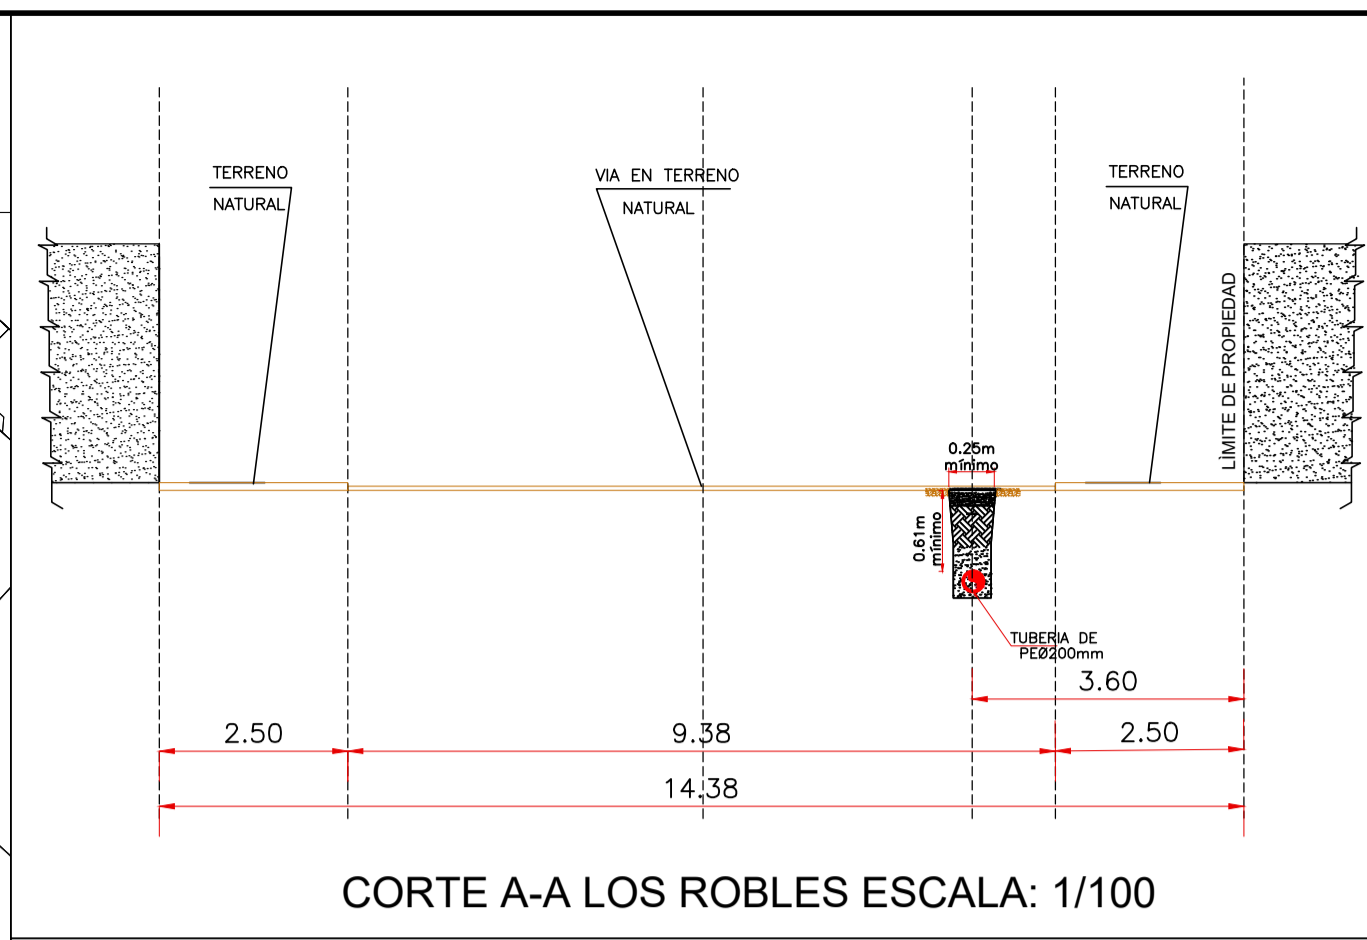 TERRENO
NATURAL
VIA EN TERRENO
NATURAL
TERRENO
NATURAL
LÍMITE DE PROPIEDAD
0.25m
mínimo
0.61m
mínimo
TUBERIA DE
PEØ200mm
3.60
2.50
9.38
2.50
14.38
CORTE A-A LOS ROBLES ESCALA: 1/100